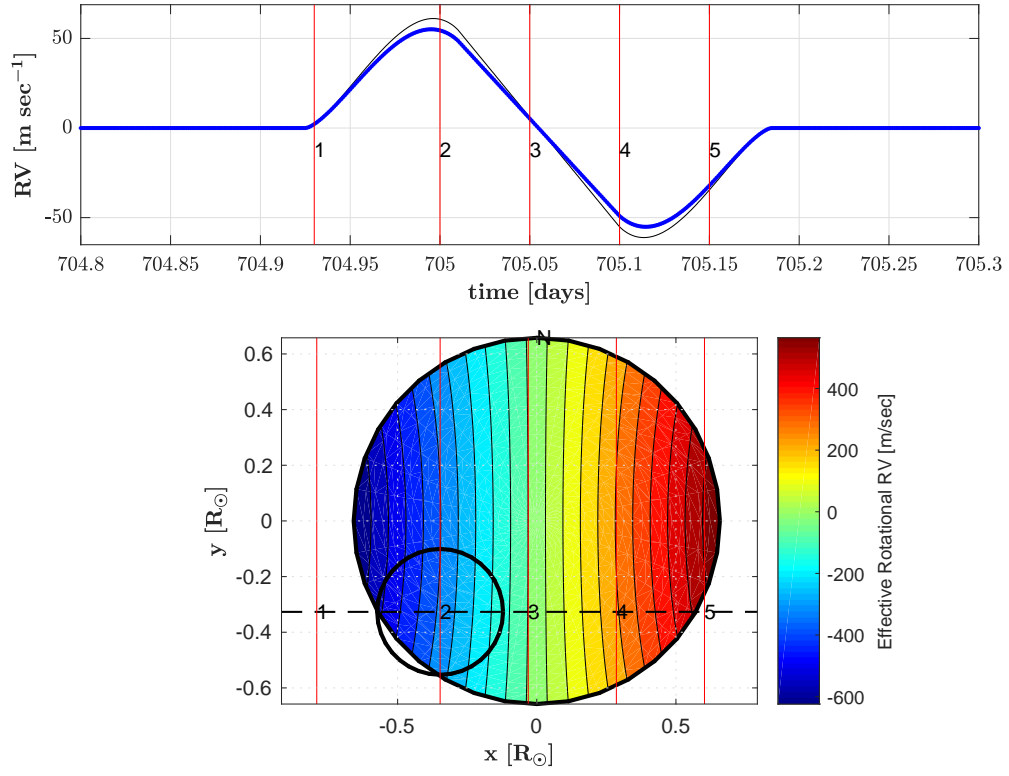 RV [m sec⁻¹]
50
0
-50
1 2 3 4 5
704.8 704.85 704.9 704.95 705 705.05 705.1 705.15 705.2 705.25 705.3
time [days]
N
y [R☉]
0.6
0.4
0.2
0
-0.2
-0.4
-0.6
1 2 3 4 5
-0.5 0 0.5
x [R☉]
400
200
0
-200
-400
-600
Effective Rotational RV [m/sec]